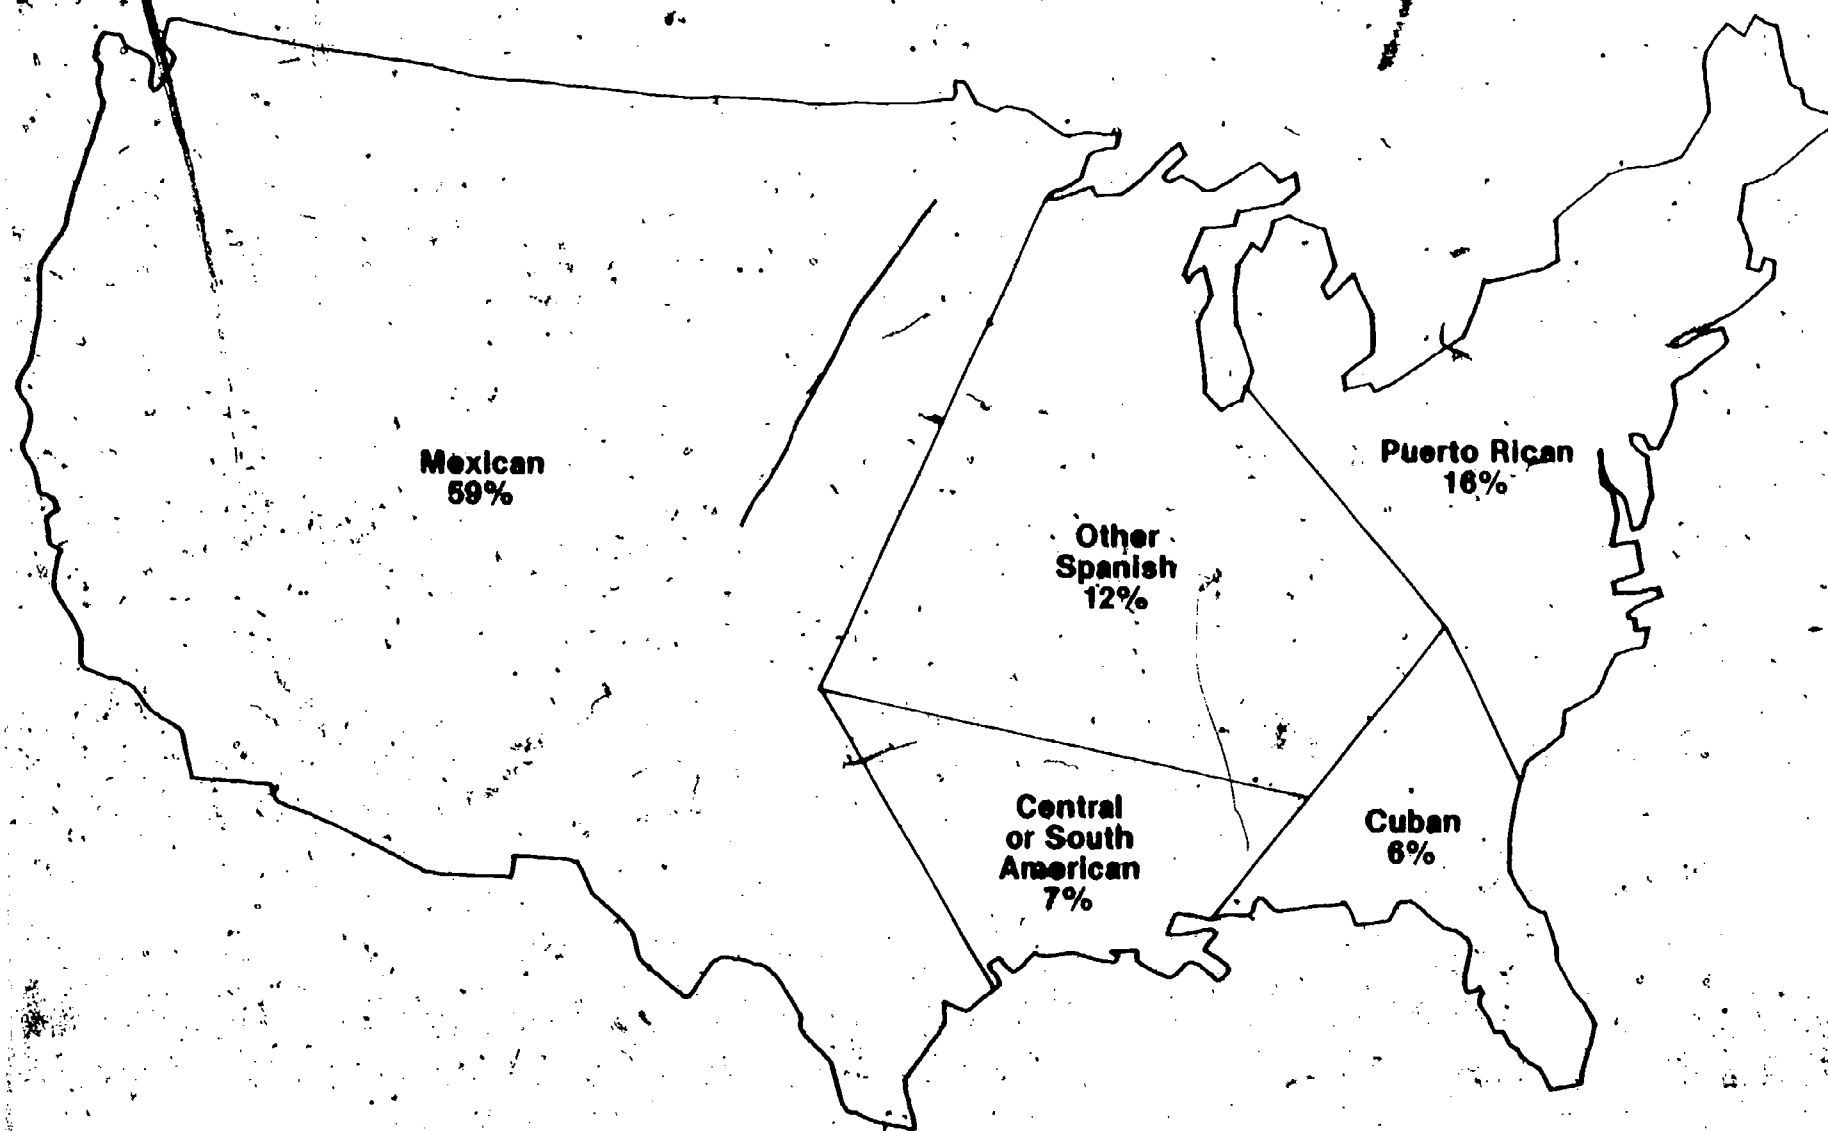 Mexican
59%
Puerto Rican
16%
Other
Spanish
12%
Central
or South
American
7%
Cuban
6%